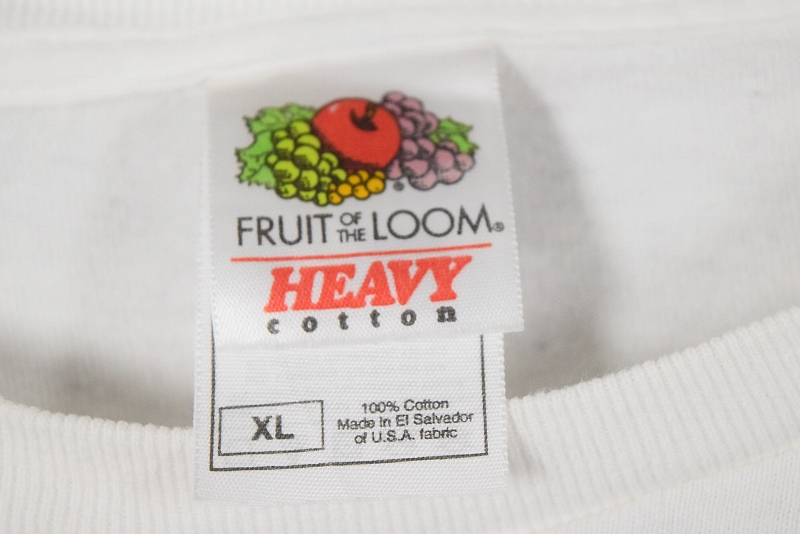 FRUIT OF THE LOOM®
HEAVY
cotton
XL
100% Cotton
Made in El Salvador
of U.S.A. fabric